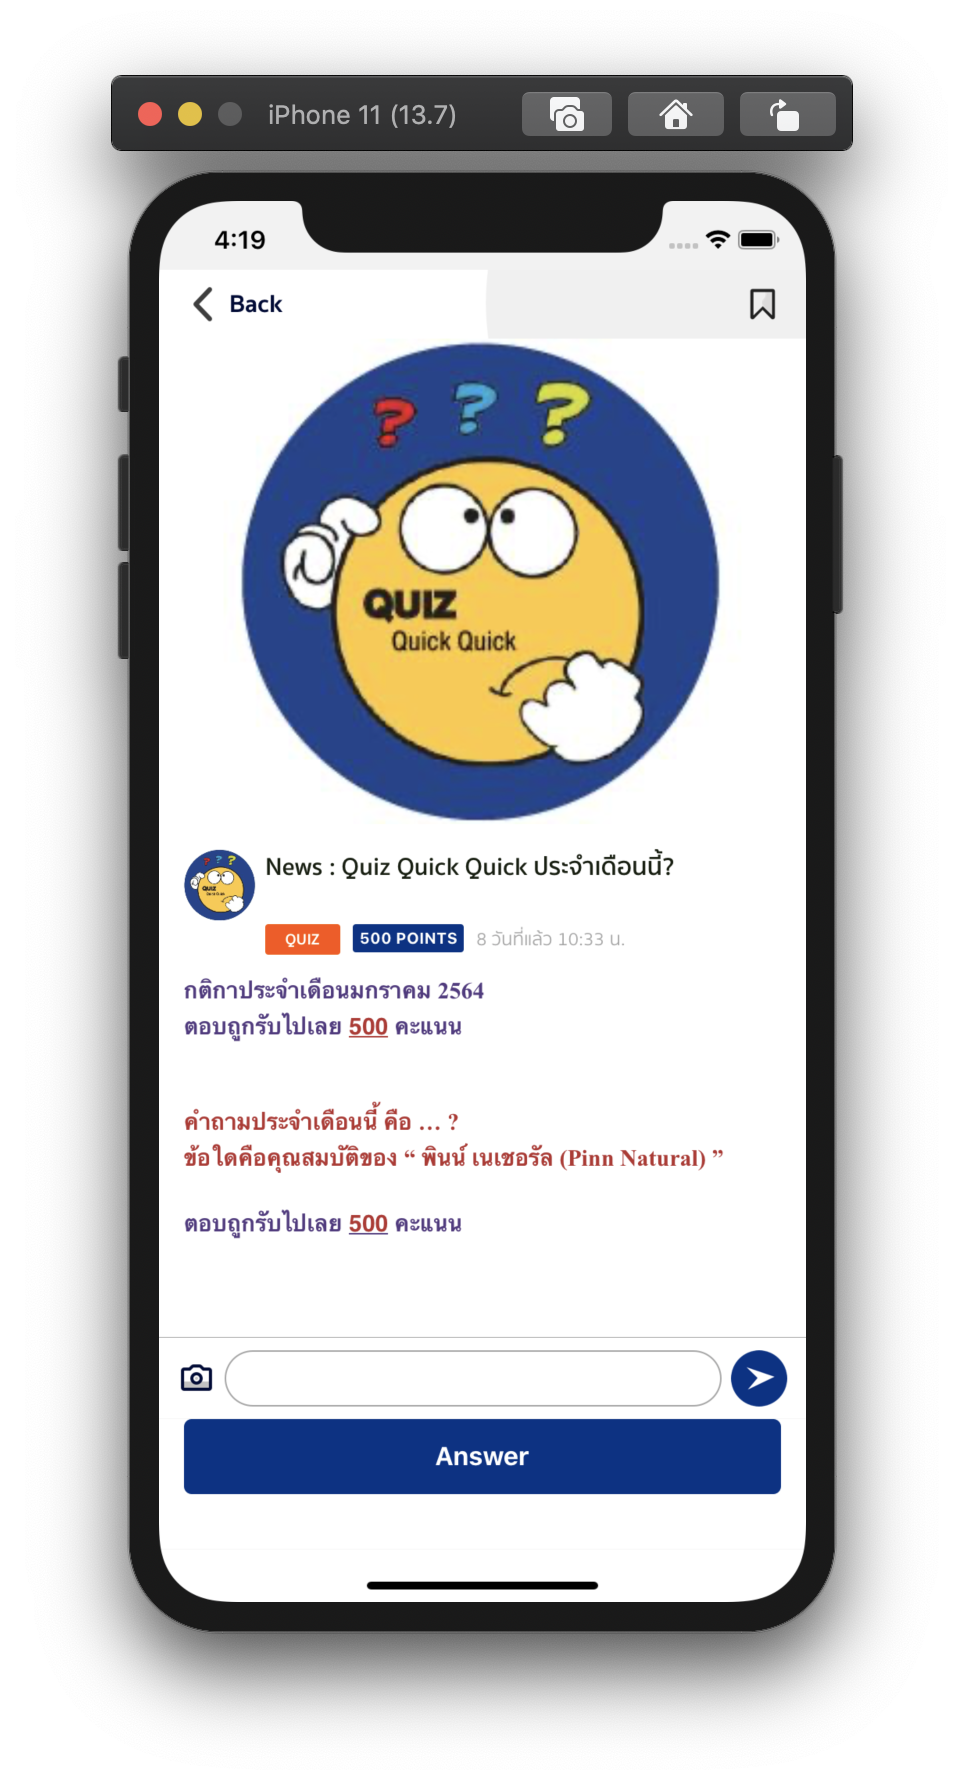 iPhone 11 (13.7)
4:19
Back
? ? ?
QUIZ
Quick Quick
News : Quiz Quick Quick ประจำเดือนนี้?
QUIZ 500 POINTS 8 วันที่แล้ว 10:33 น.
กติกาประจำเดือนมกราคม 2564
ตอบถูกรับไปเลย 500 คะแนน
คำถามประจำเดือนนี้ คือ ... ?
ข้อใดคือคุณสมบัติของ “ พินน์ เนเชอรัล (Pinn Natural) ”
ตอบถูกรับไปเลย 500 คะแนน
Answer